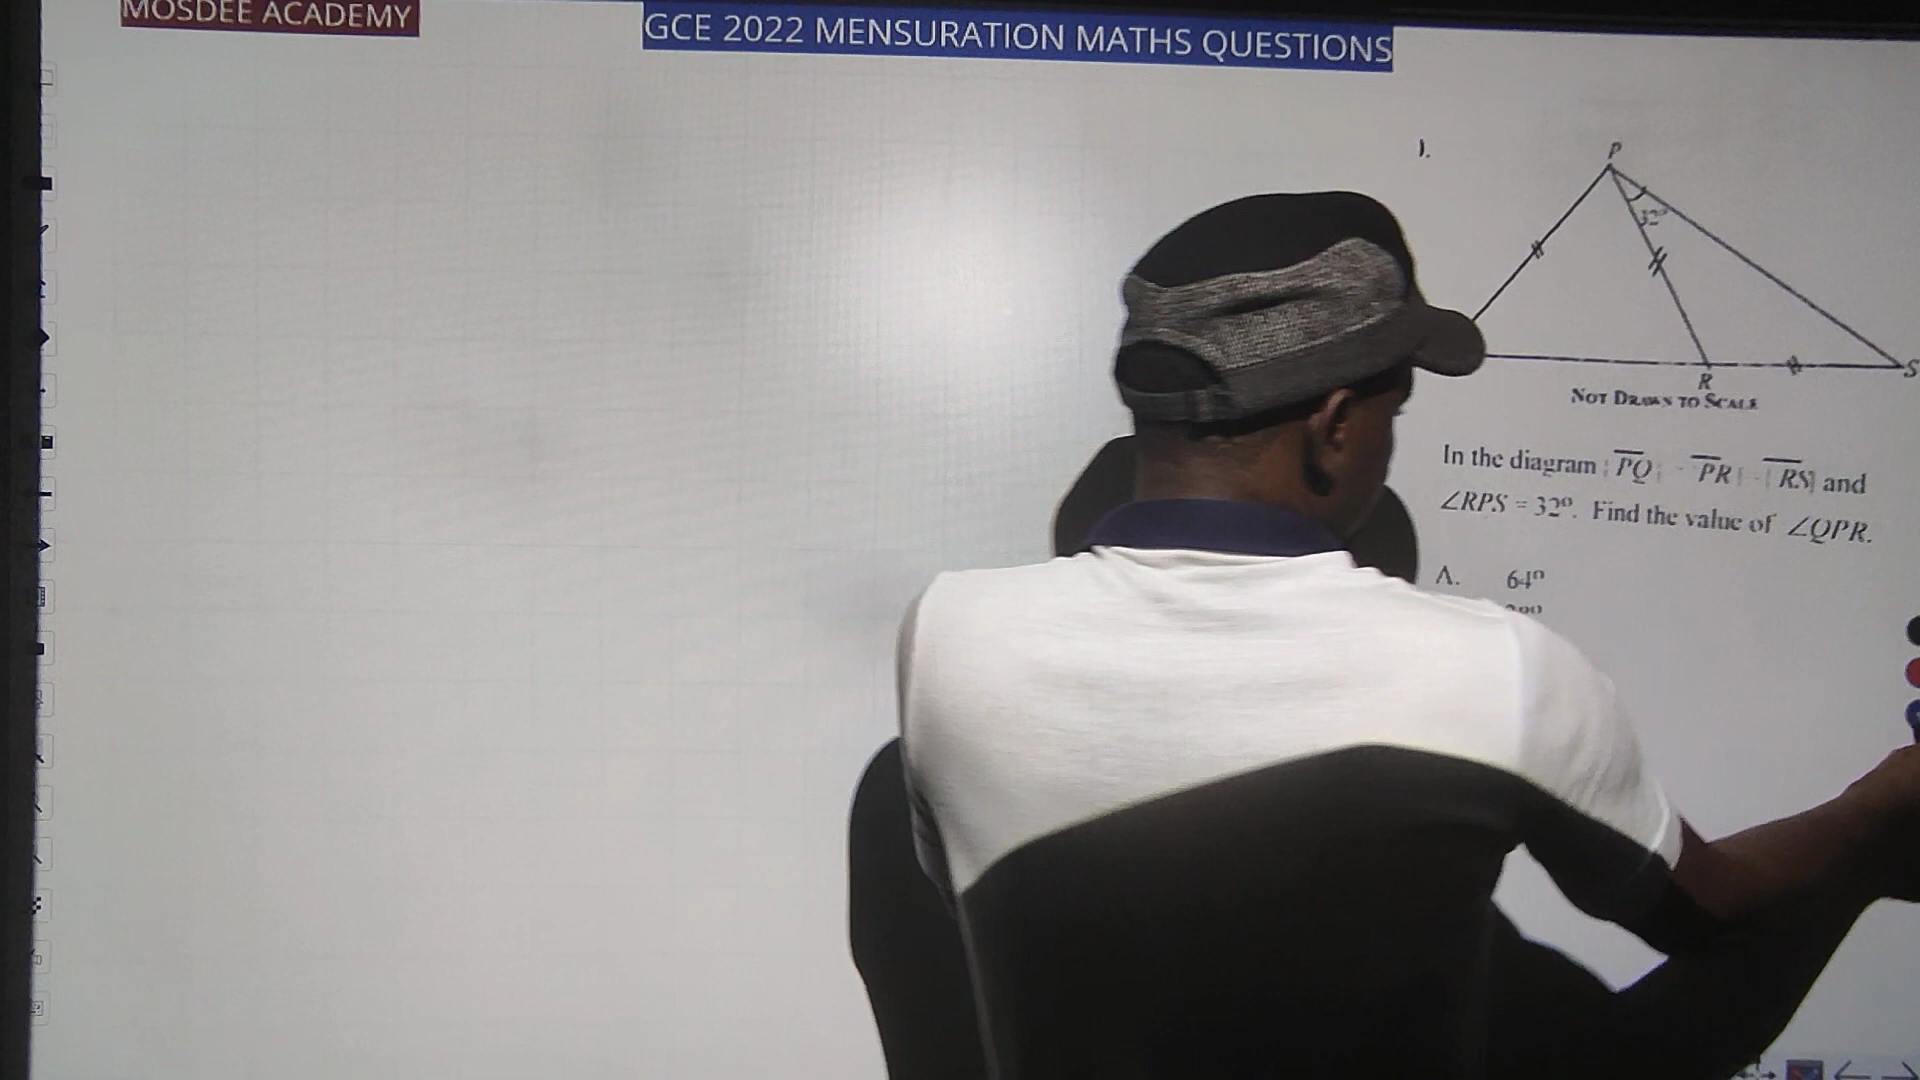 MOSDEE ACADEMY
GCE 2022 MENSURATION MATHS QUESTIONS
P
32°
R
S
NOT DRAWN TO SCALE
In the diagram |PQ| = |PR| = |RS| and
∠RPS = 32°. Find the value of ∠QPR.
A. 64°